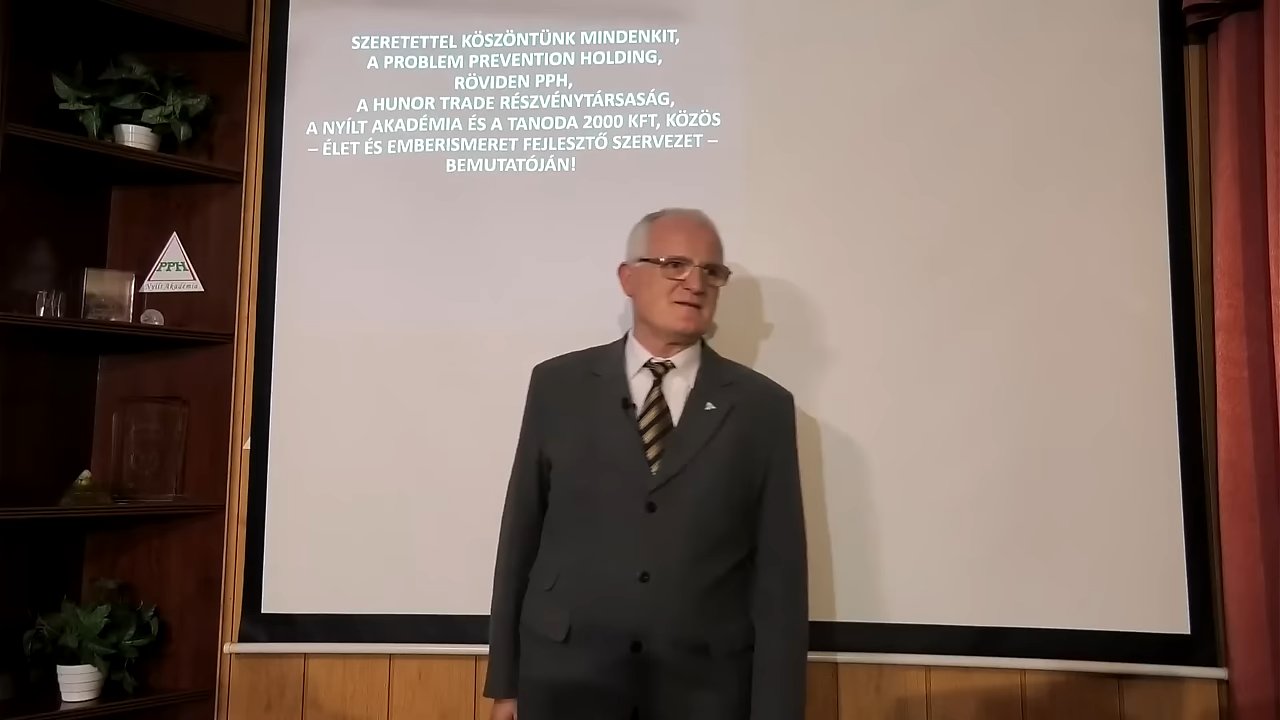 SZERETETTEL KÖSZÖNTÜNK MINDENKIT,
A PROBLEM PREVENTION HOLDING,
RÖVIDEN PPH,
A HUNOR TRADE RÉSZVÉNYTÁRSASÁG,
A NYÍLT AKADÉMIA ÉS A TANODA 2000 KFT, KÖZÖS
– ÉLET ÉS EMBERISMERET FEJLESZTŐ SZERVEZET –
BEMUTATÓJÁN!
PPH
Nyílt Akadémia